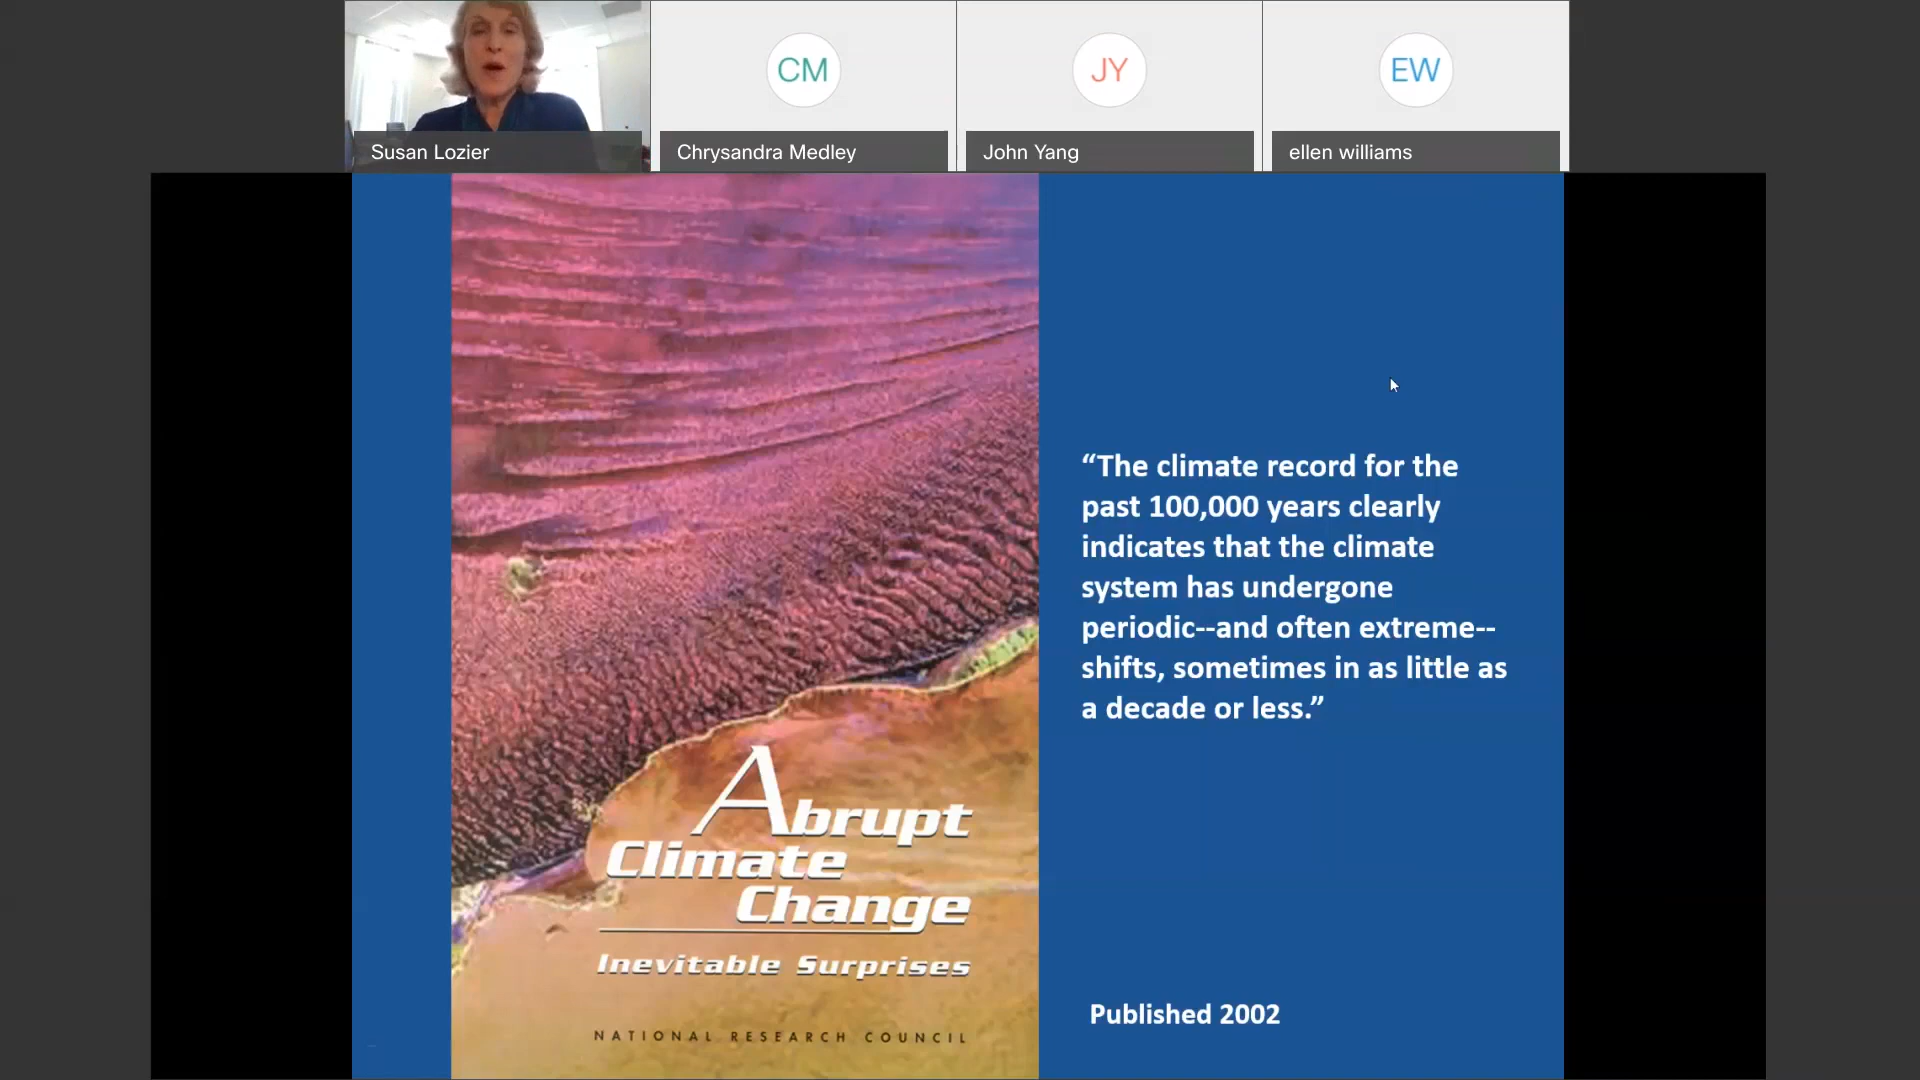 CM
JY
EW
Susan Lozier
Chrysandra Medley
John Yang
ellen williams
Abrupt
Climate
Change
Inevitable Surprises
NATIONAL RESEARCH COUNCIL
“The climate record for the
past 100,000 years clearly
indicates that the climate
system has undergone
periodic--and often extreme--
shifts, sometimes in as little as
a decade or less.”
Published 2002